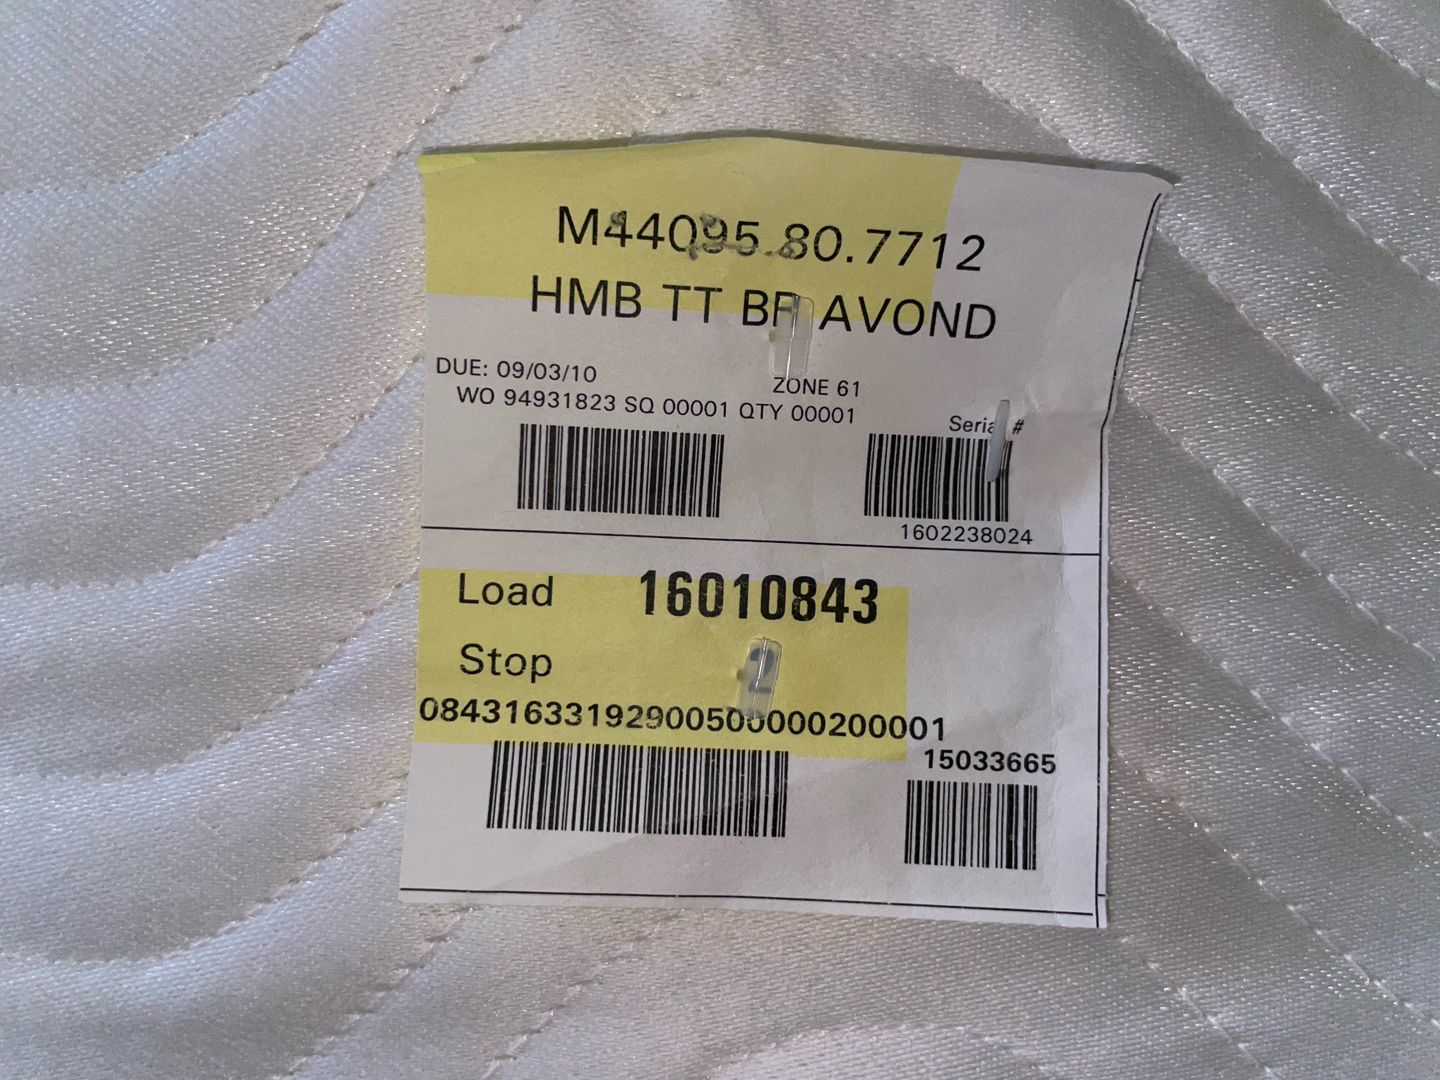 M44095.80.7712
HMB TT BR AVOND
DUE: 09/03/10
ZONE 61
WO 94931823 SQ 00001 QTY 00001
Serial #
1602238024
Load 16010843
Stop 2
08431633192900500000200001
15033665